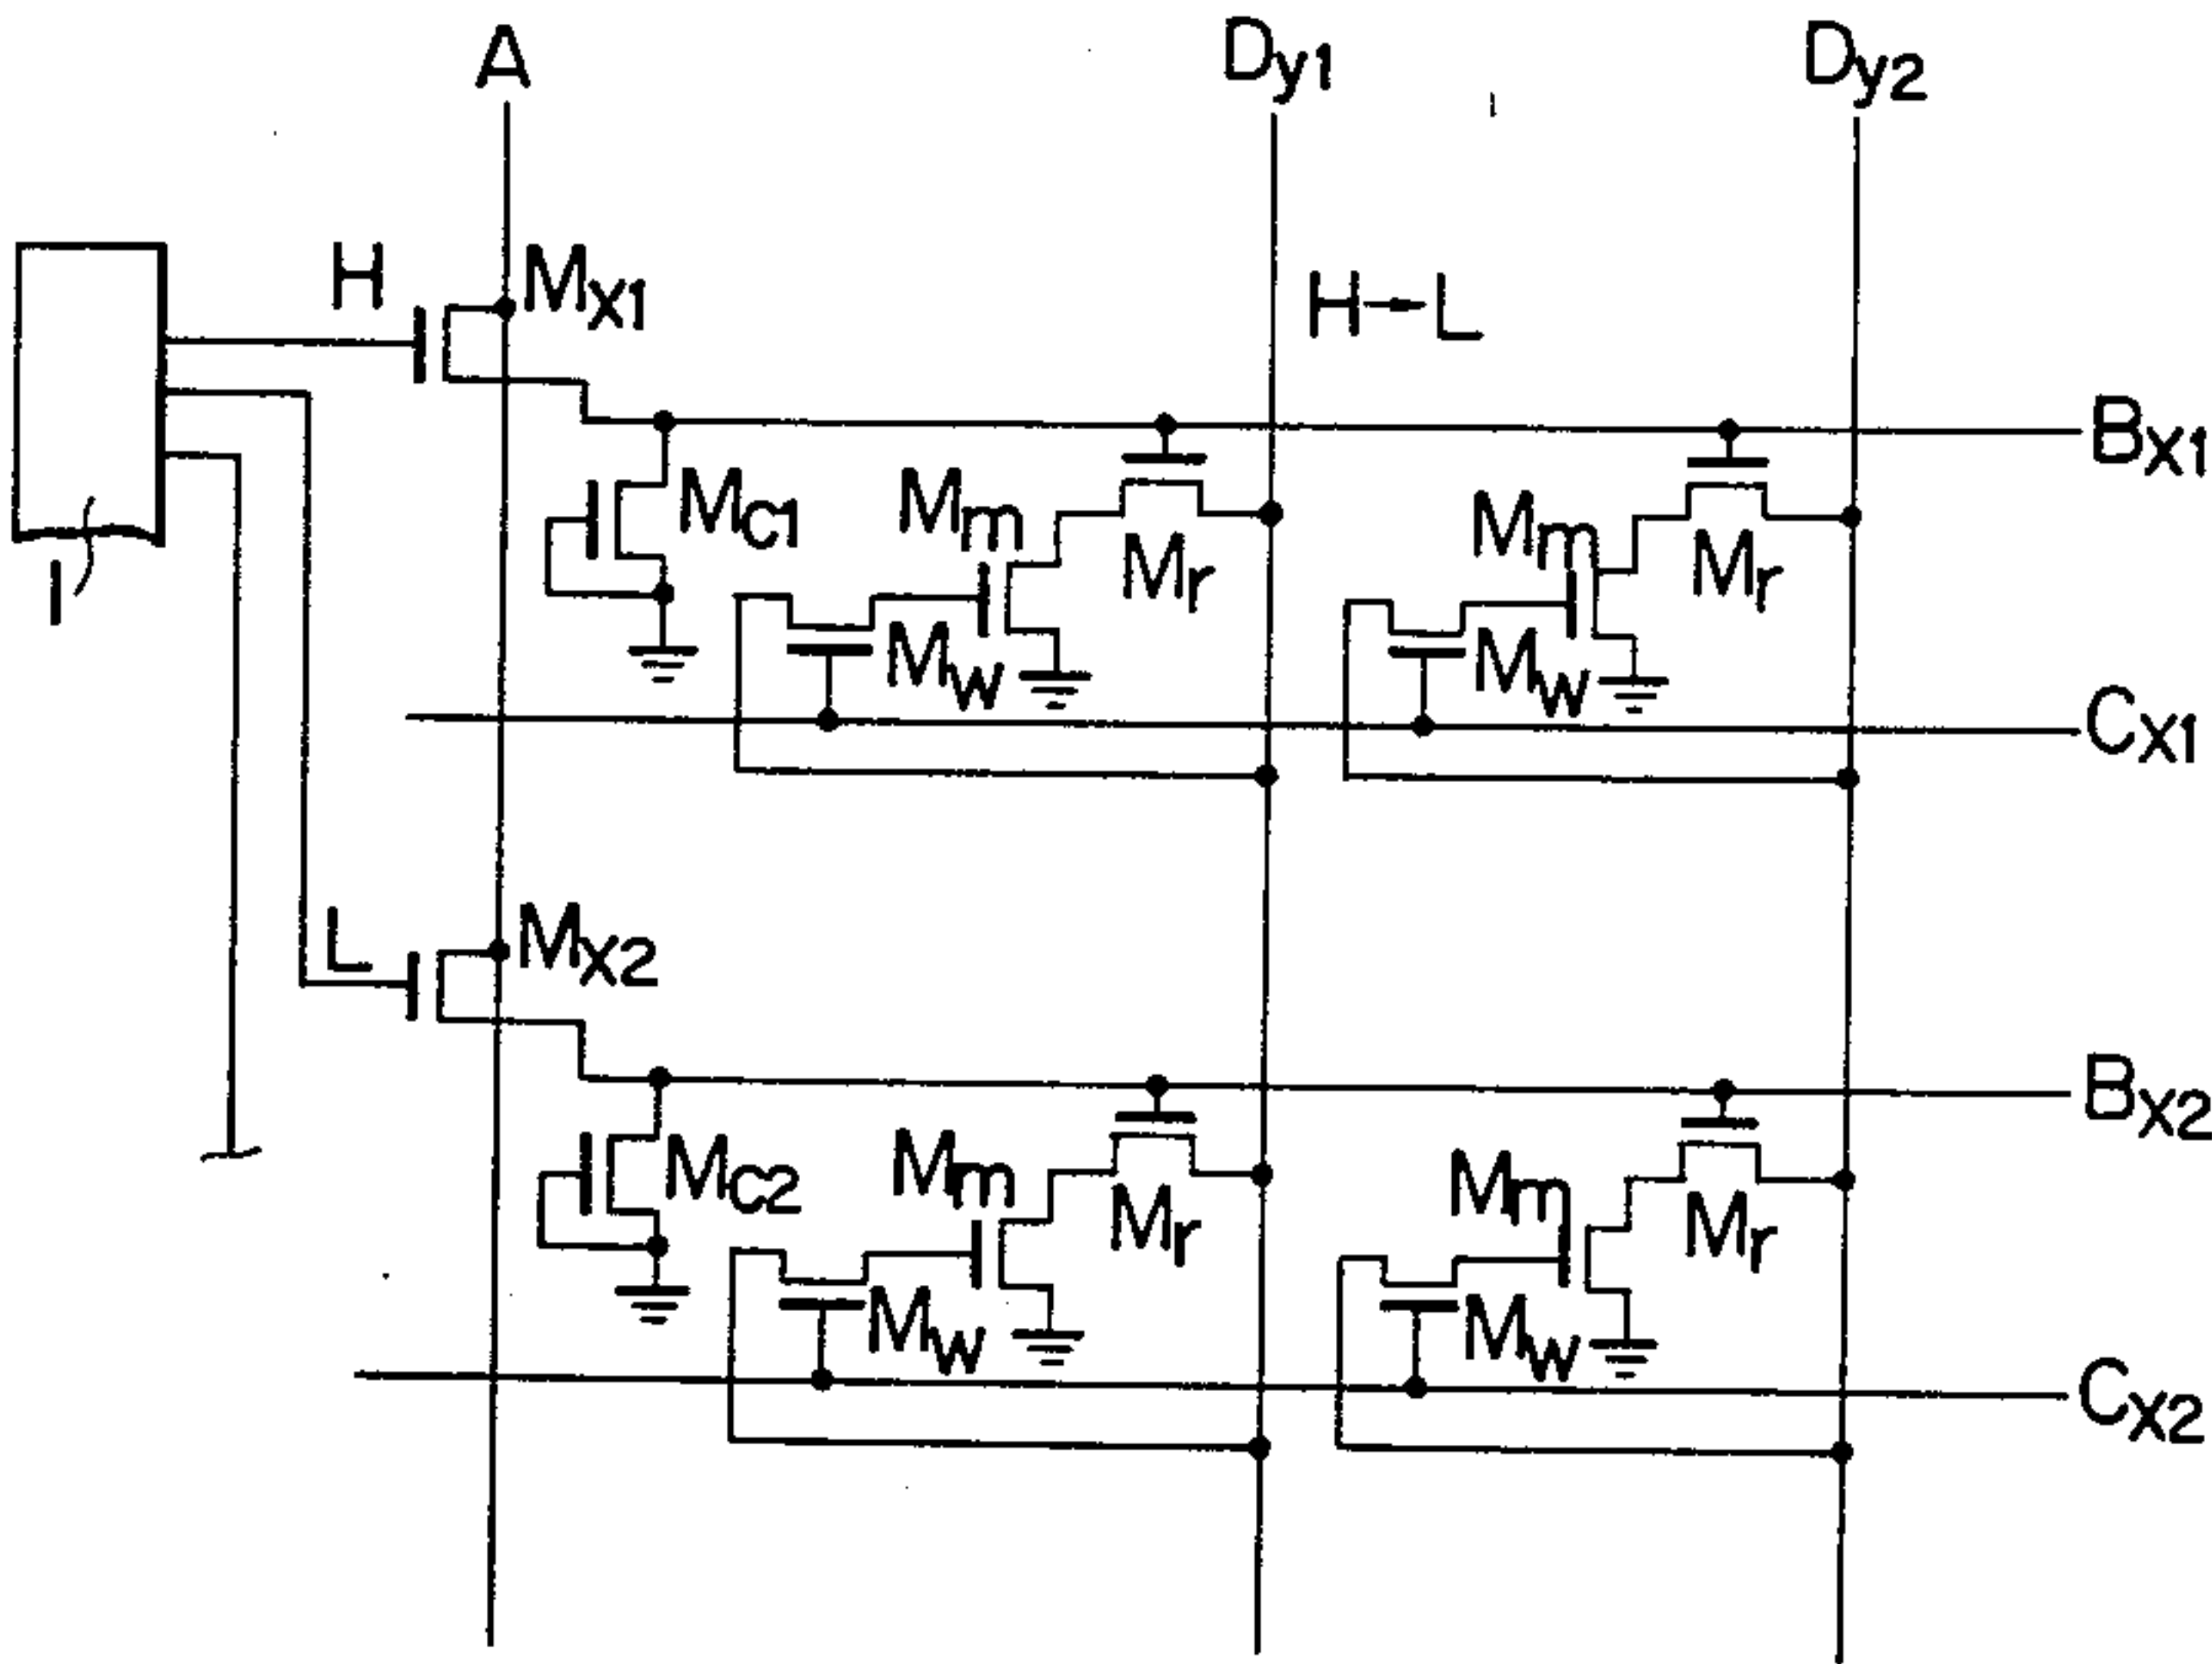 A Dy1 Dy2
H MX1 H→L
BX1
MC1 Mm Mr Mm Mr
1
MW MW
CX1
L MX2
BX2
MC2 Mm Mr Mm Mr
MW MW
CX2